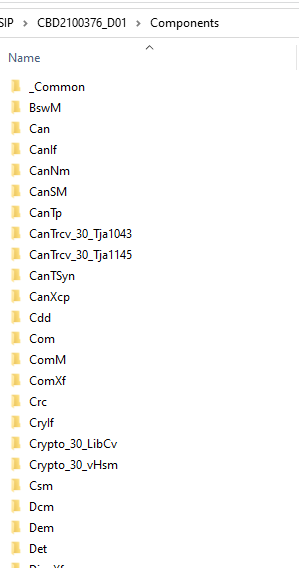 SIP > CBD2100376_D01 > Components
Name
_Common
BswM
Can
CanIf
CanNm
CanSM
CanTp
CanTrcv_30_Tja1043
CanTrcv_30_Tja1145
CanTSyn
CanXcp
Cdd
Com
ComM
ComXf
Crc
CryIf
Crypto_30_LibCv
Crypto_30_vHsm
Csm
Dcm
Dem
Det